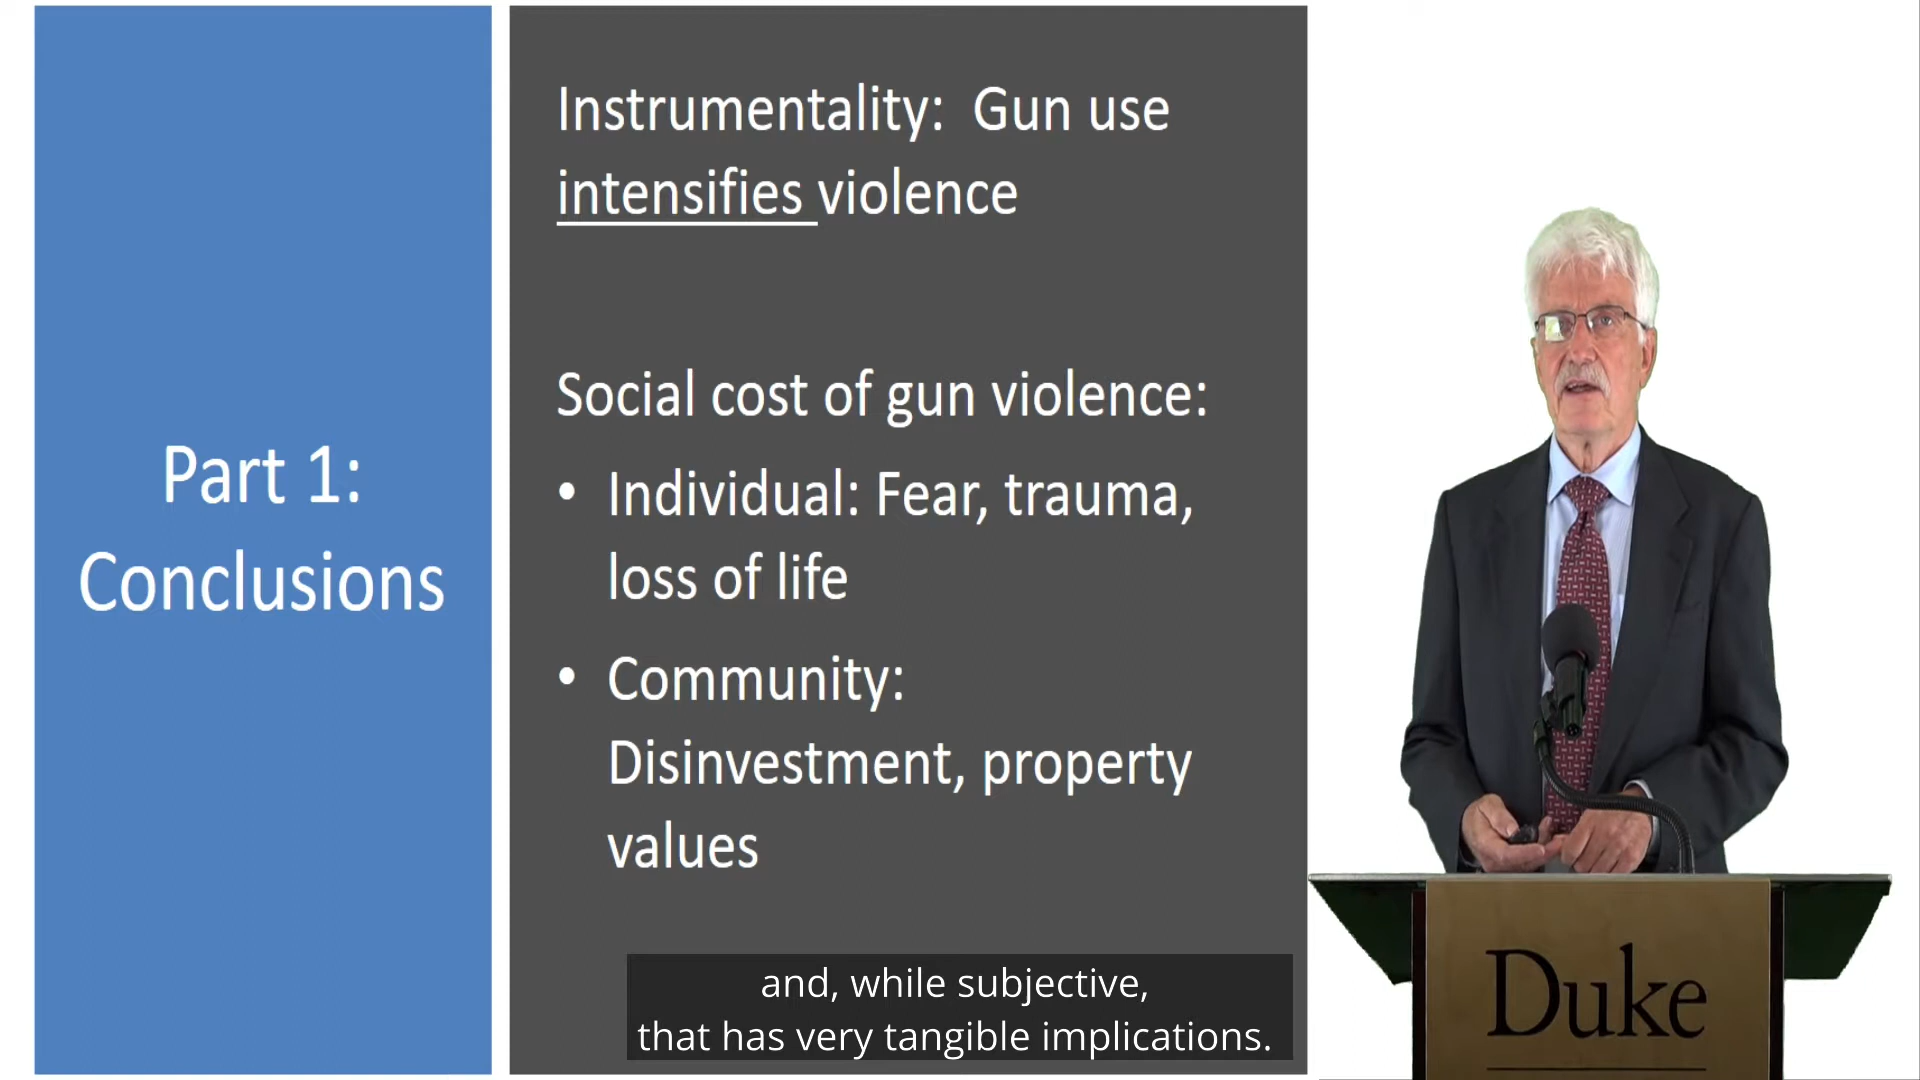 Part 1:
Conclusions
Instrumentality:  Gun use
intensifies violence
Social cost of gun violence:
• Individual: Fear, trauma,
loss of life
• Community:
Disinvestment, property
values
and, while subjective,
that has very tangible implications.
Duke